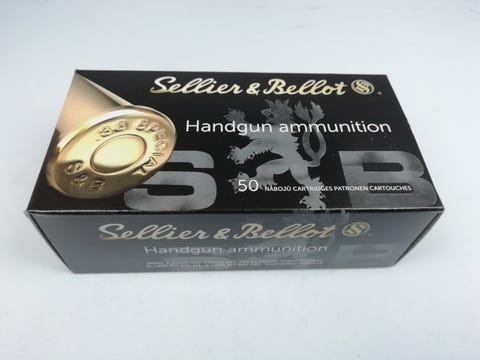 Sellier & Bellot
Handgun ammunition
.38 SPECIAL
S&B
S B
50 NÁBOJŮ CARTRIDGES PATRONEN CARTOUCHES
Sellier & Bellot
Handgun ammunition